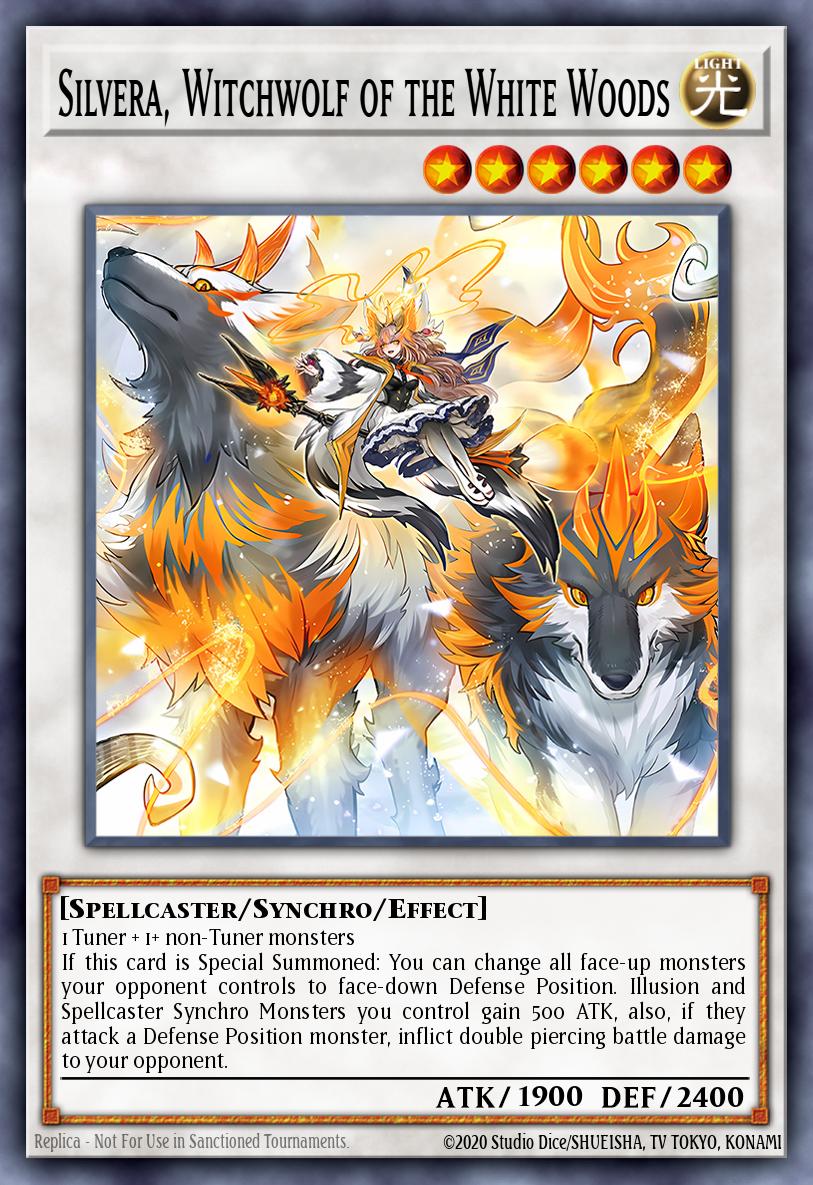 Silvera, Witchwolf of the White Woods
LIGHT
光
[Spellcaster/Synchro/Effect]
1 Tuner + 1+ non-Tuner monsters
If this card is Special Summoned: You can change all face-up monsters
your opponent controls to face-down Defense Position. Illusion and
Spellcaster Synchro Monsters you control gain 500 ATK, also, if they
attack a Defense Position monster, inflict double piercing battle damage
to your opponent.
ATK/ 1900 DEF/ 2400
Replica - Not For Use in Sanctioned Tournaments.
©2020 Studio Dice/SHUEISHA, TV TOKYO, KONAMI